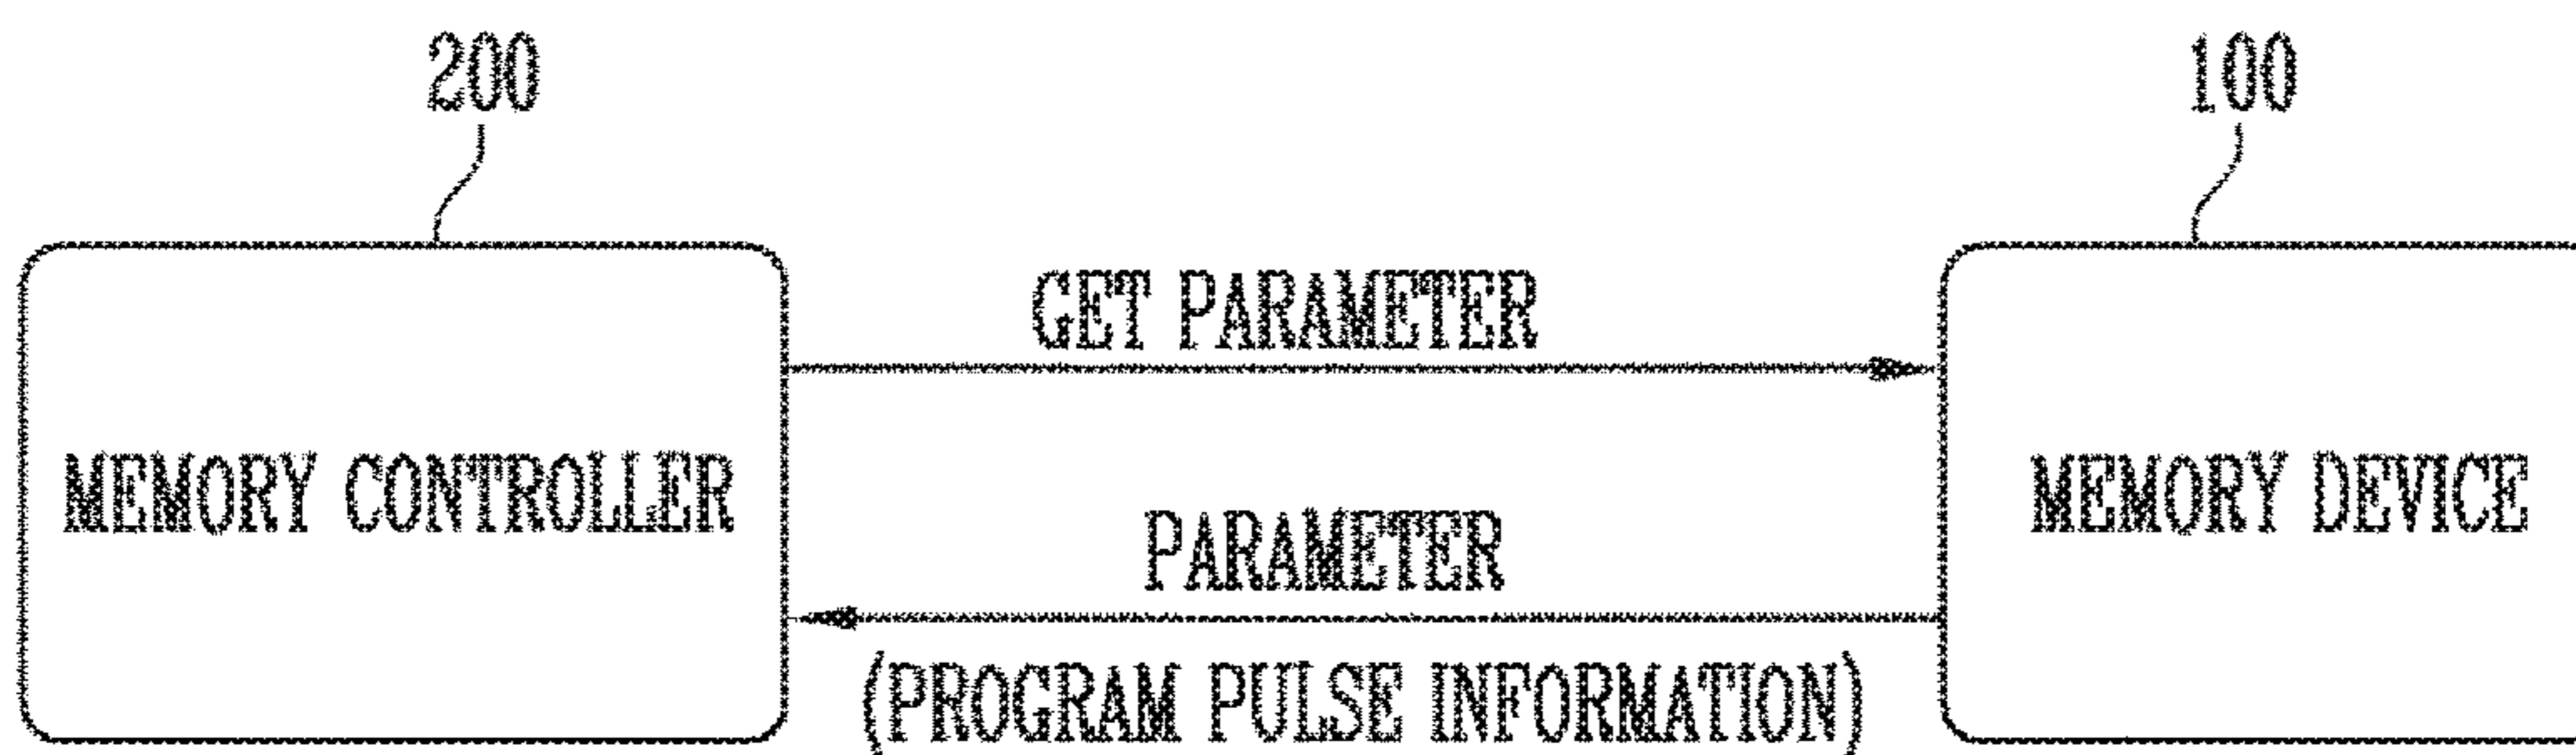 200
100
GET PARAMETER
MEMORY CONTROLLER
MEMORY DEVICE
PARAMETER
(PROGRAM PULSE INFORMATION)